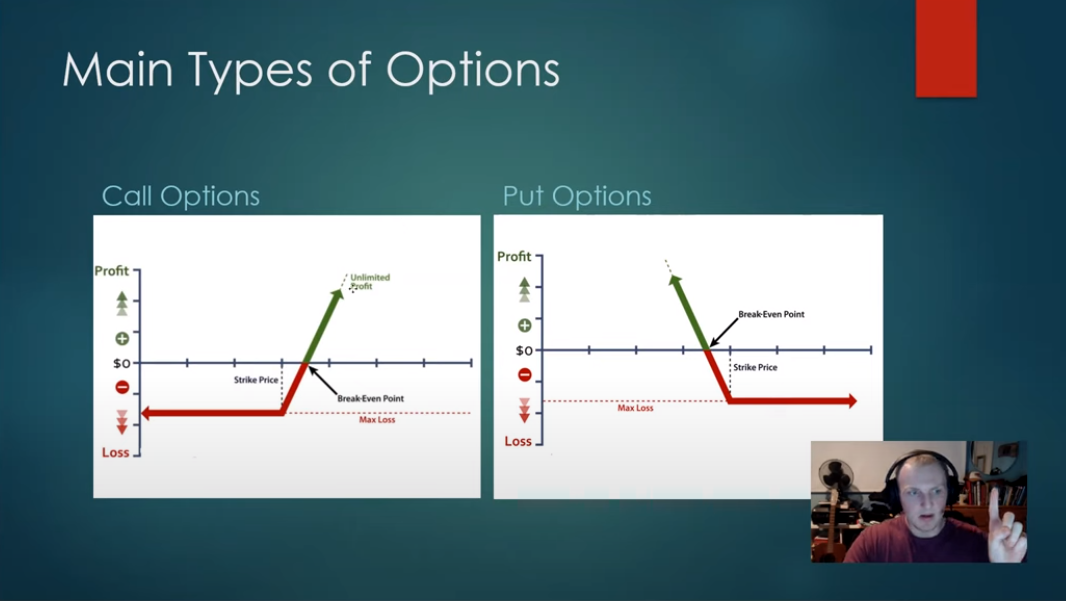 Main Types of Options
Call Options
Profit
Unlimited
Profit
$0
Strike Price
Break-Even Point
Max Loss
Loss
Put Options
Profit
Break-Even Point
$0
Strike Price
Max Loss
Loss